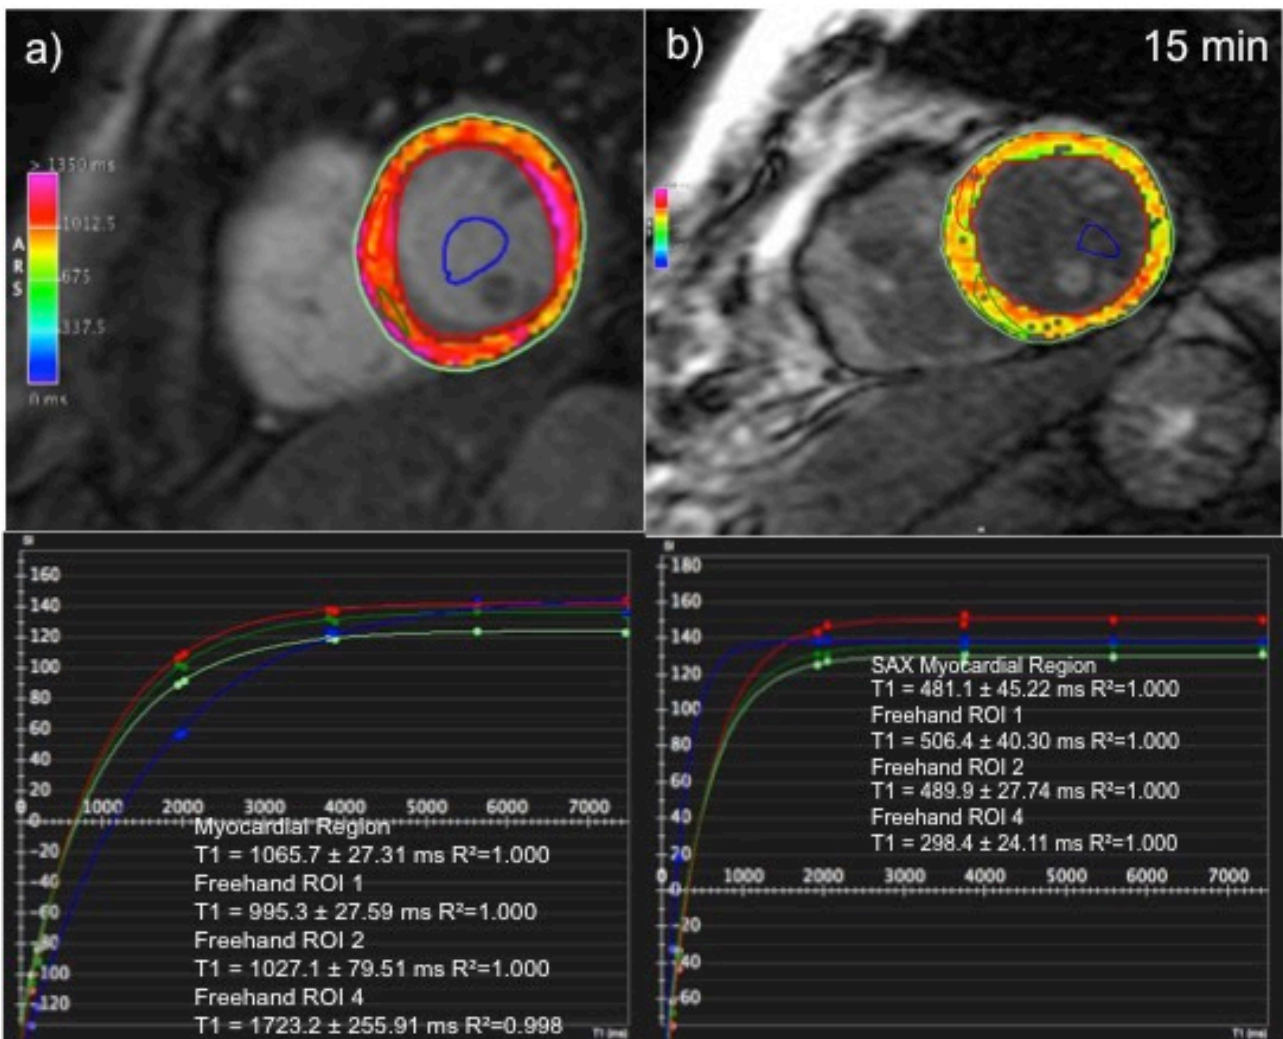 a)
> 1350 ms
1012.5
675
337.5
0 ms
A
R
S
b)
15 min
SI
160
140
120
100
80
60
40
20
0
1000 2000 3000 4000 5000 6000 7000
-20
-40
-60
-80
-100
-120
Myocardial Region
T1 = 1065.7 ± 27.31 ms R²=1.000
Freehand ROI 1
T1 = 995.3 ± 27.59 ms R²=1.000
Freehand ROI 2
T1 = 1027.1 ± 79.51 ms R²=1.000
Freehand ROI 4
T1 = 1723.2 ± 255.91 ms R²=0.998
TI (ms)
SI
180
160
140
120
100
80
60
40
20
0
1000 2000 3000 4000 5000 6000 7000
-20
-40
-60
SAX Myocardial Region
T1 = 481.1 ± 45.22 ms R²=1.000
Freehand ROI 1
T1 = 506.4 ± 40.30 ms R²=1.000
Freehand ROI 2
T1 = 489.9 ± 27.74 ms R²=1.000
Freehand ROI 4
T1 = 298.4 ± 24.11 ms R²=1.000
TI (ms)